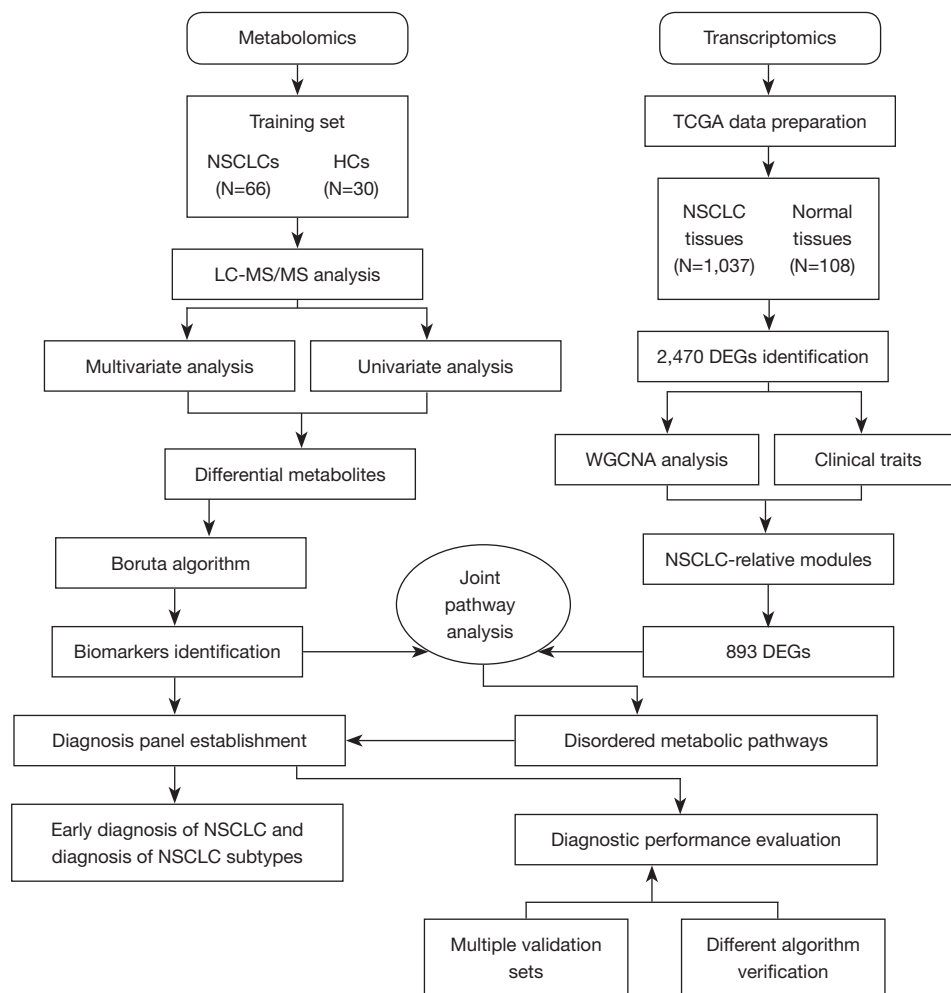 Metabolomics
Transcriptomics
Training set
NSCLCs HCs
(N=66) (N=30)
TCGA data preparation
NSCLC Normal
tissues tissues
(N=1,037) (N=108)
LC-MS/MS analysis
Multivariate analysis
Univariate analysis
2,470 DEGs identification
WGCNA analysis
Clinical traits
Differential metabolites
Boruta algorithm
NSCLC-relative modules
Joint
pathway
analysis
Biomarkers identification
893 DEGs
Diagnosis panel establishment
Disordered metabolic pathways
Early diagnosis of NSCLC and
diagnosis of NSCLC subtypes
Diagnostic performance evaluation
Multiple validation
sets
Different algorithm
verification